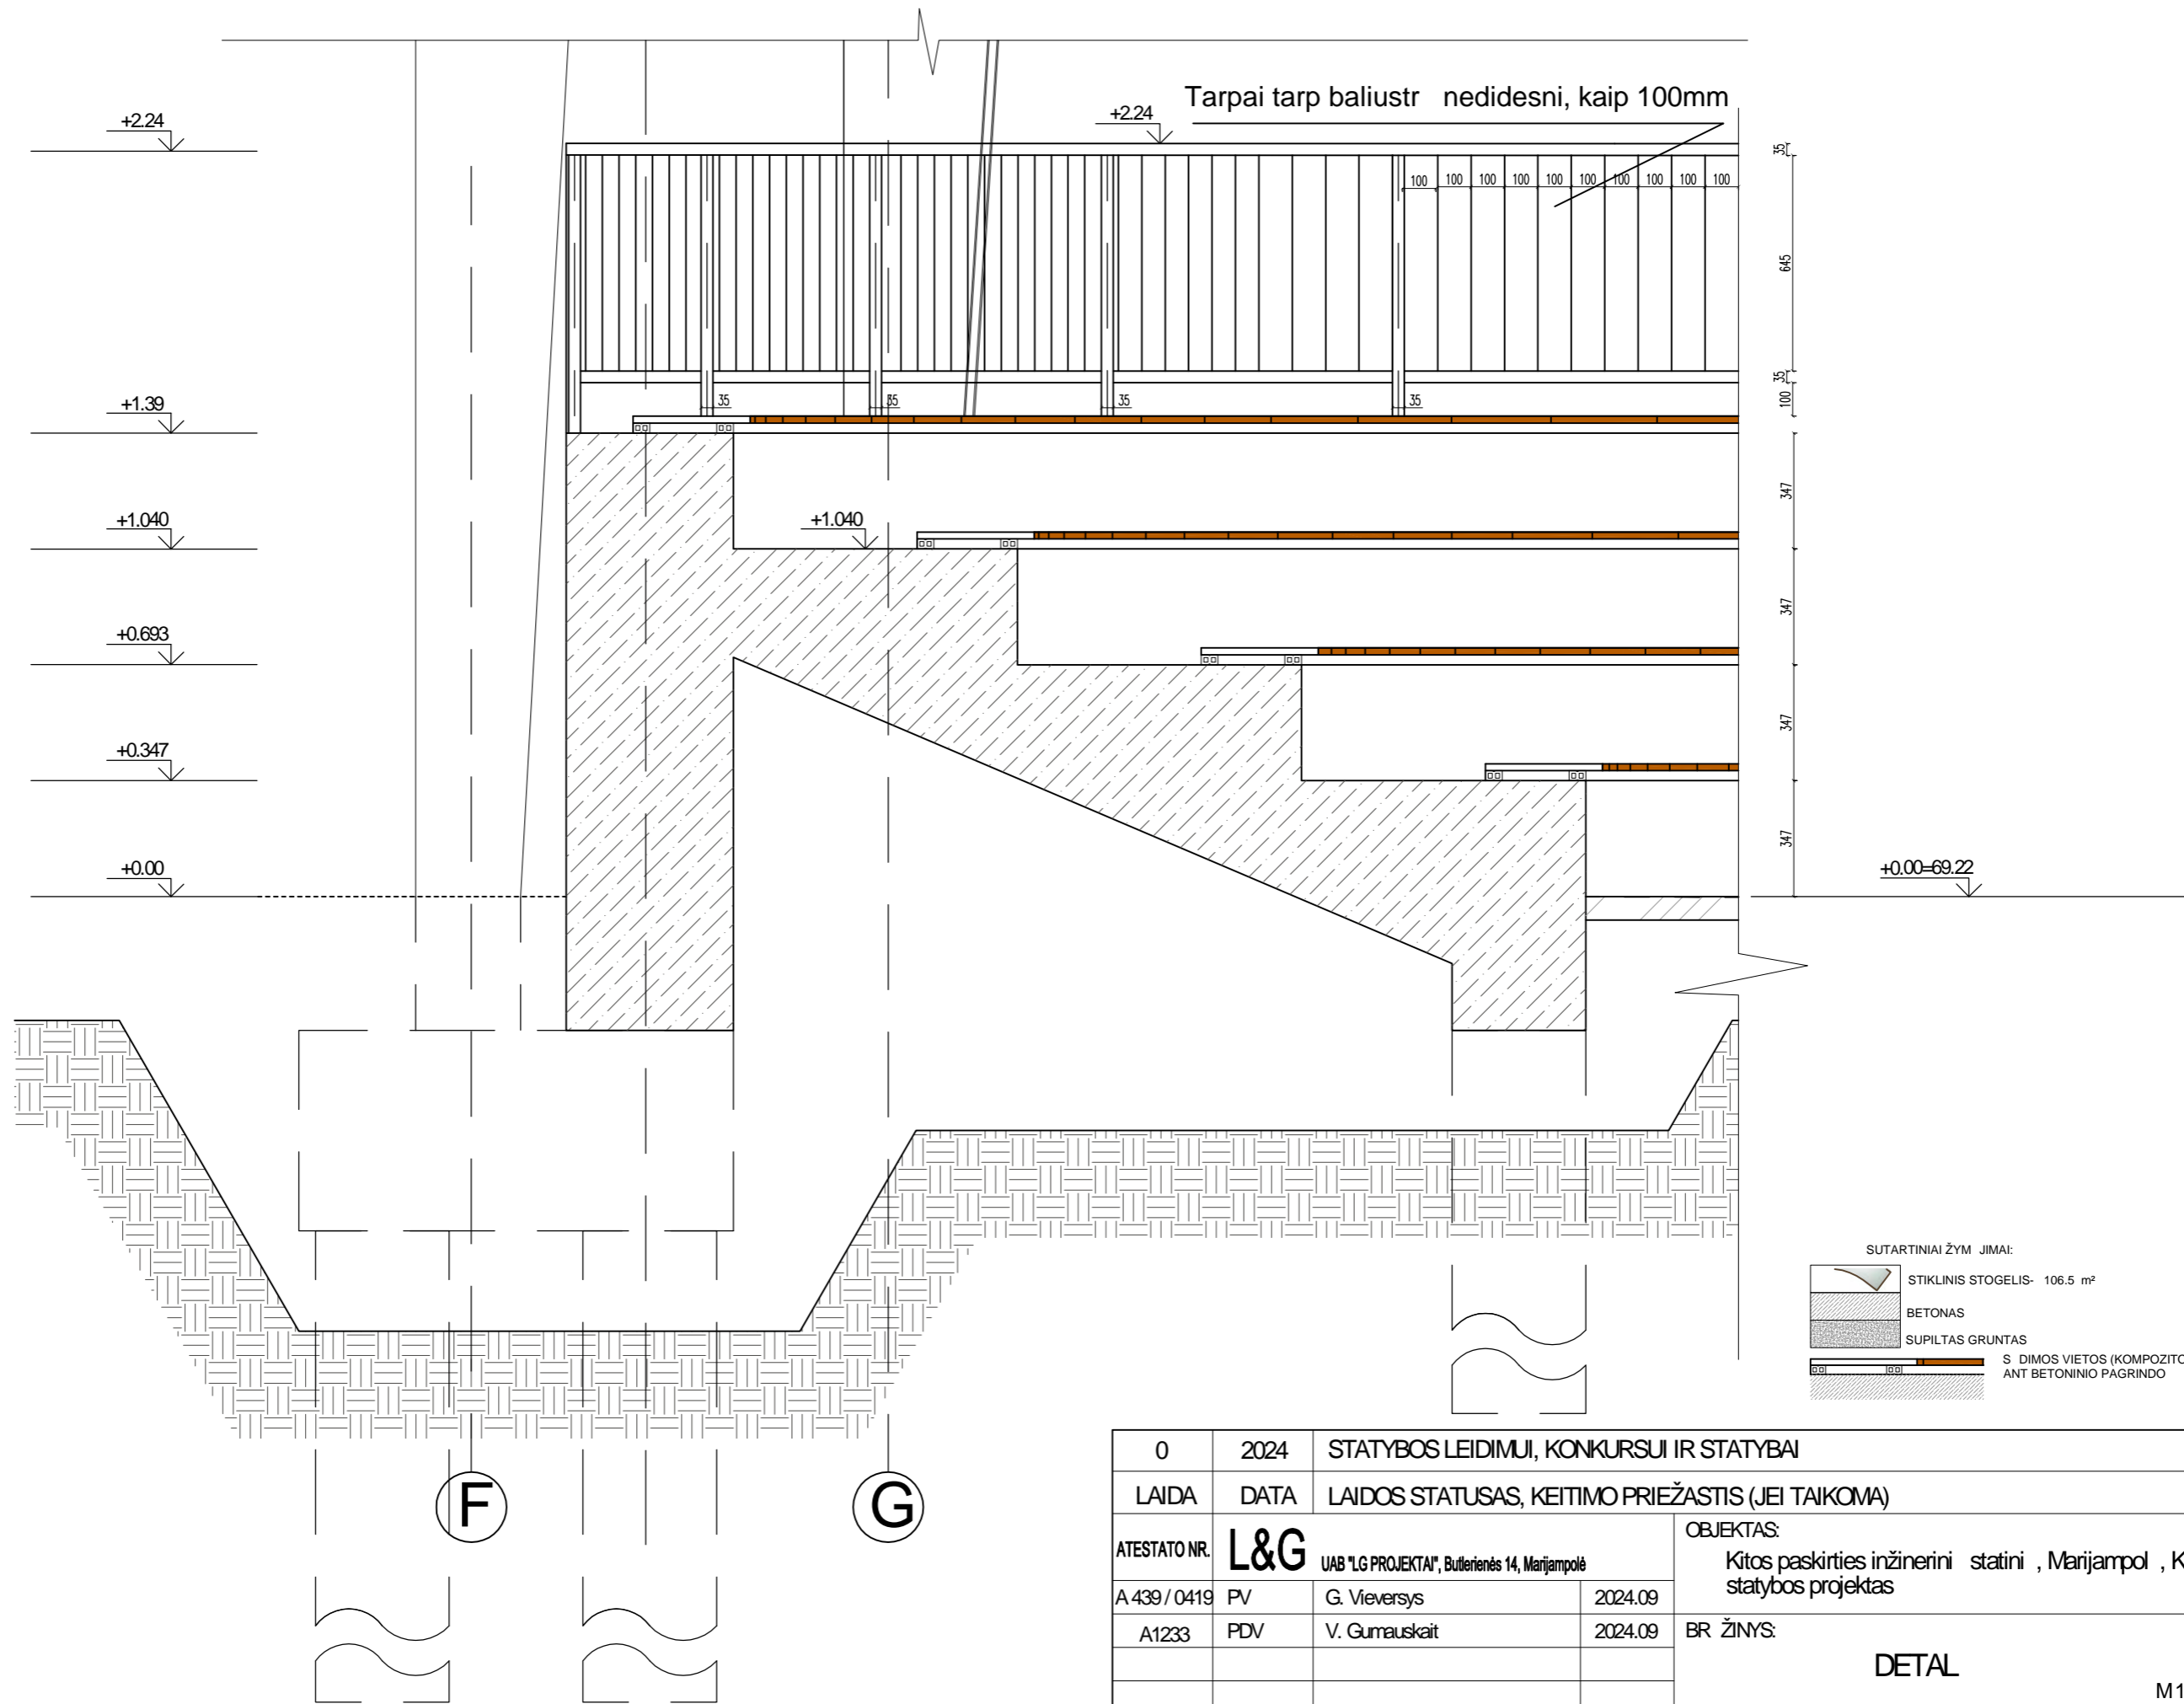 Tarpai tarp baliustr nedidesni, kaip 100mm
+2.24
+2.24
35
100 100 100 100 100 100 100 100 100 100
645
35
100
+1.39
35 35 35 35
347
+1.040
+1.040
347
+0.693
347
+0.347
347
+0.00
+0.00=69.22
SUTARTINIAI ŽYM JIMAI:
STIKLINIS STOGELIS- 106.5 m²
BETONAS
SUPILTAS GRUNTAS
S DIMOS VIETOS (KOMPOZITO
ANT BETONINIO PAGRINDO
F G
0 2024 STATYBOS LEIDIMUI, KONKURSUI IR STATYBAI
LAIDA DATA LAIDOS STATUSAS, KEITIMO PRIEŽASTIS (JEI TAIKOMA)
ATESTATO NR. L&G UAB "LG PROJEKTAI", Butlerienės 14, Marijampolė
OBJEKTAS:
Kitos paskirties inžinerini statini , Marijampol , K
statybos projektas
A 439 / 0419 PV G. Vieversys 2024.09
A1233 PDV V. Gumauskait 2024.09
BR ŽINYS:
DETAL
M 1